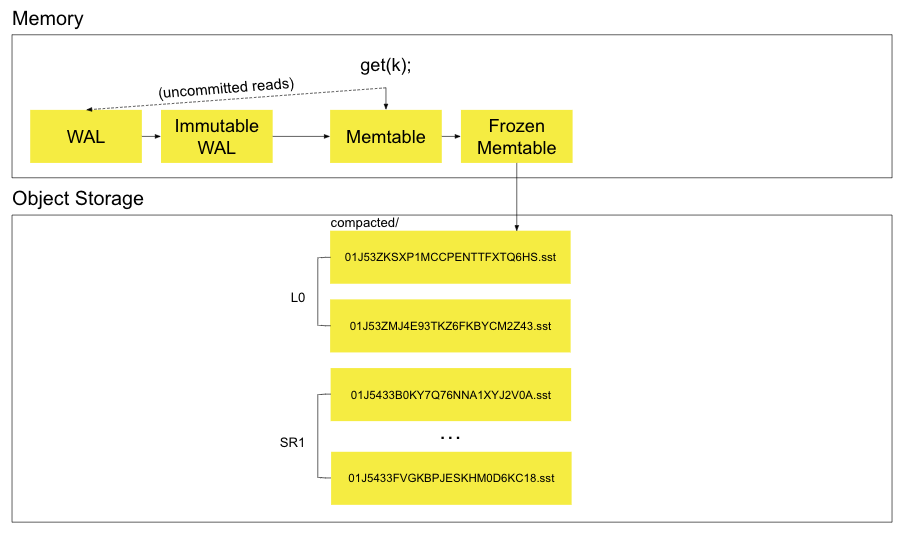 Memory
get(k);
(uncommitted reads)
WAL
Immutable
WAL
Memtable
Frozen
Memtable
Object Storage
compacted/
01J53ZKSXP1MCCPENTTFXTQ6HS.sst
L0
01J53ZMJ4E93TKZ6FKBYCM2Z43.sst
01J5433B0KY7Q76NNA1XYJ2V0A.sst
SR1
...
01J5433FVGKBPJESKHM0D6KC18.sst